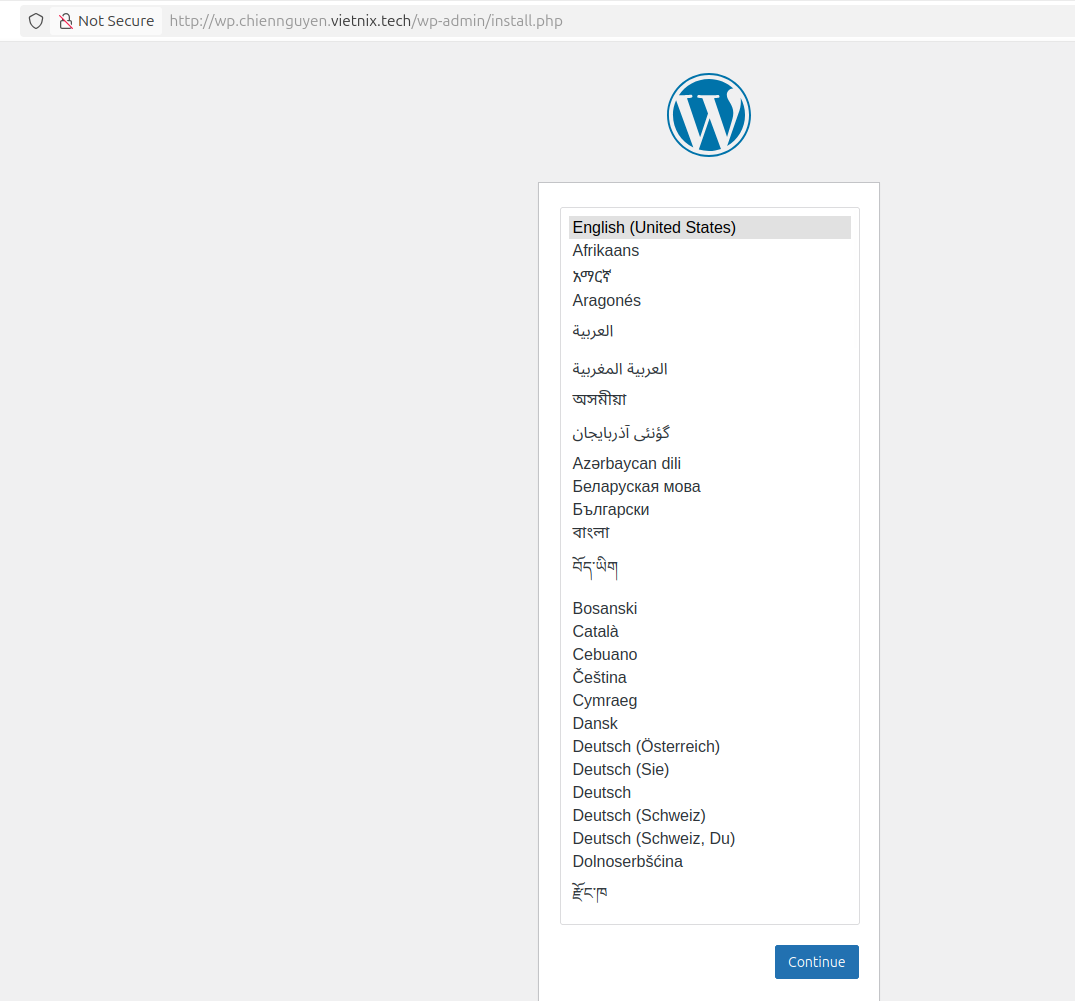 Not Secure http://wp.chiennguyen.vietnix.tech/wp-admin/install.php
English (United States)
Afrikaans
አማርኛ
Aragonés
العربية
العربية المغربية
অসমীয়া
گؤنئی آذربایجان
Azərbaycan dili
Беларуская мова
Български
বাংলা
བོད་ཡིག
Bosanski
Català
Cebuano
Čeština
Cymraeg
Dansk
Deutsch (Österreich)
Deutsch (Sie)
Deutsch
Deutsch (Schweiz)
Deutsch (Schweiz, Du)
Dolnoserbšćina
རྫོང་ཁ
Continue